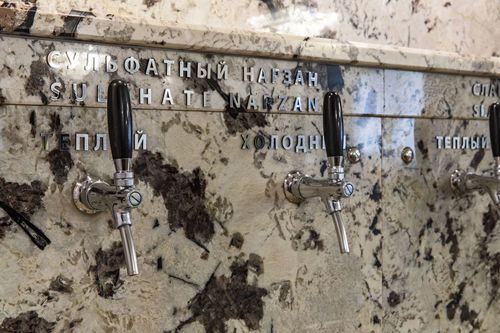 СУЛЬФАТНЫЙ НАРЗАН
SULPHATE NARZAN
ТЕПЛЫЙ
ХОЛОДНЫЙ
ТЕПЛЫЙ